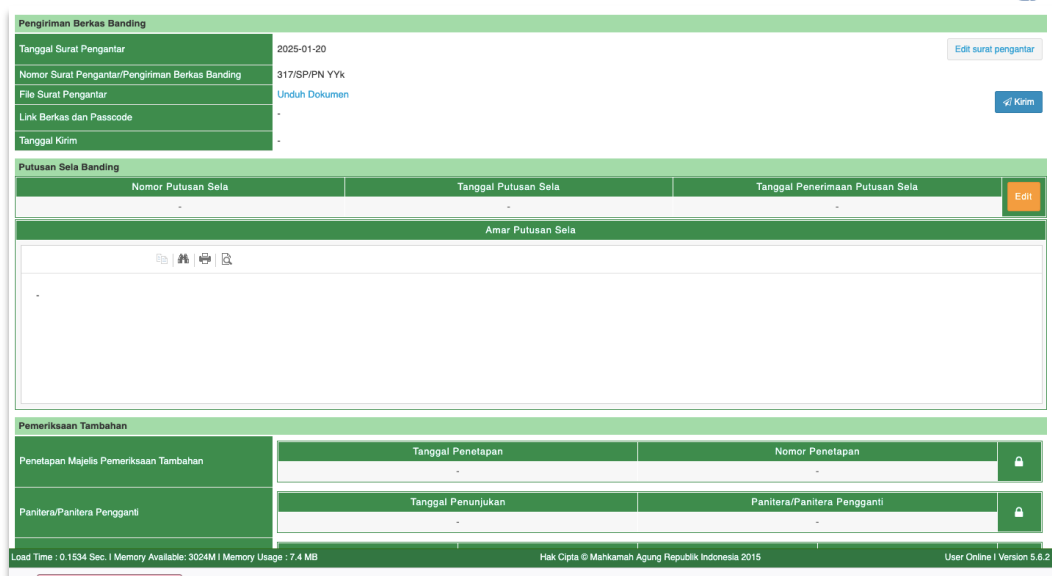 Pengiriman Berkas Banding
Tanggal Surat Pengantar 2025-01-20 Edit surat pengantar
Nomor Surat Pengantar/Pengiriman Berkas Banding 317/SP/PN YYk
File Surat Pengantar Unduh Dokumen
Kirim
Link Berkas dan Passcode -
Tanggal Kirim -
Putusan Sela Banding
Nomor Putusan Sela Tanggal Putusan Sela Tanggal Penerimaan Putusan Sela Edit
- - -
Amar Putusan Sela
-
Pemeriksaan Tambahan
Penetapan Majelis Pemeriksaan Tambahan Tanggal Penetapan Nomor Penetapan
- -
Panitera/Panitera Pengganti Tanggal Penunjukan Panitera/Panitera Pengganti
- -
Load Time : 0.1534 Sec. I Memory Available: 3024M I Memory Usage : 7.4 MB Hak Cipta © Mahkamah Agung Republik Indonesia 2015 User Online I Version 5.6.2